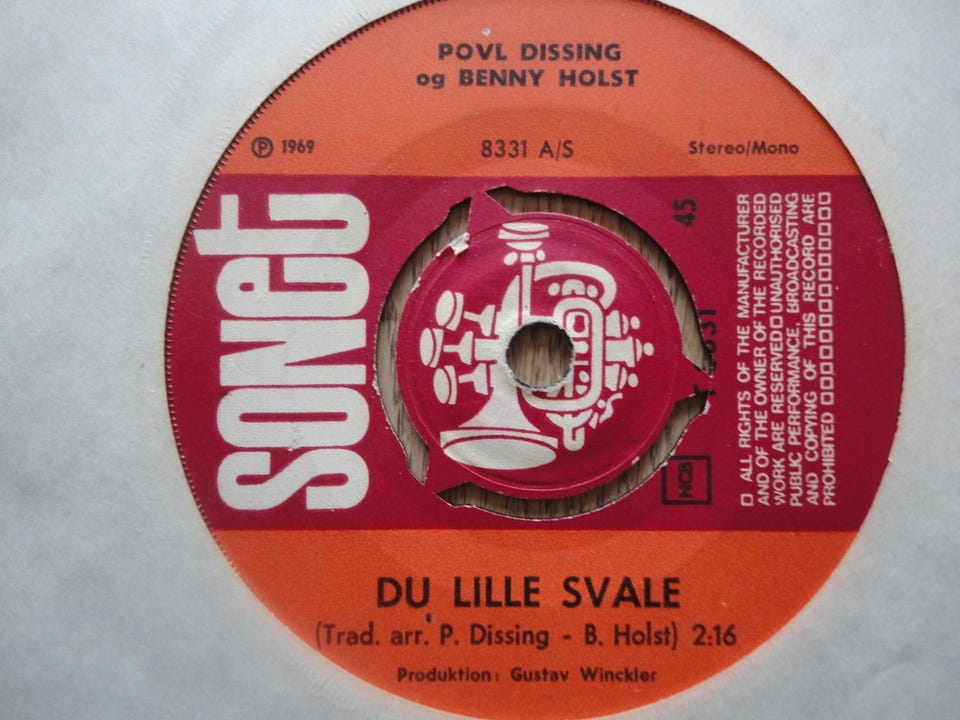 POVL DISSING
og BENNY HOLST
℗ 1969
8331 A/S
Stereo/Mono
SONET
45
NCB
□ ALL RIGHTS OF THE MANUFACTURER
AND OF THE OWNER OF THE RECORDED
WORK ARE RESERVED □ UNAUTHORISED
PUBLIC PERFORMANCE, BROADCASTING
AND COPYING OF THIS RECORD ARE
PROHIBITED □□□□□□□□□□□□□□
DU LILLE SVALE
(Trad. arr. P. Dissing - B. Holst) 2:16
Produktion: Gustav Winckler